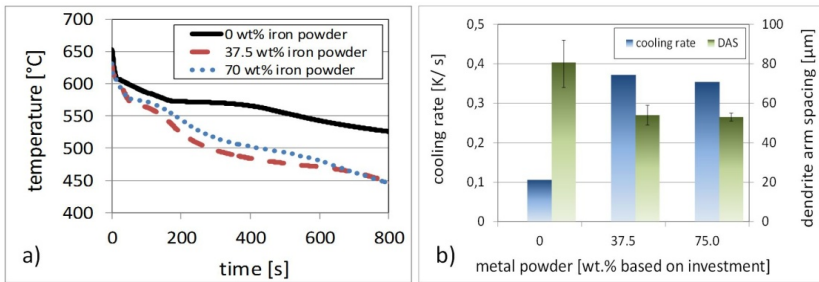 700
650
600
550
500
450
400
temperature [°C]
0 wt% iron powder
37.5 wt% iron powder
70 wt% iron powder
0 200 400 600 800
time [s]
a)
0,5
0,4
0,3
0,2
0,1
0
cooling rate [K/ s]
cooling rate DAS
100
80
60
40
20
0
dendrite arm spacing [µm]
0 37.5 75.0
metal powder [wt.% based on investment]
b)